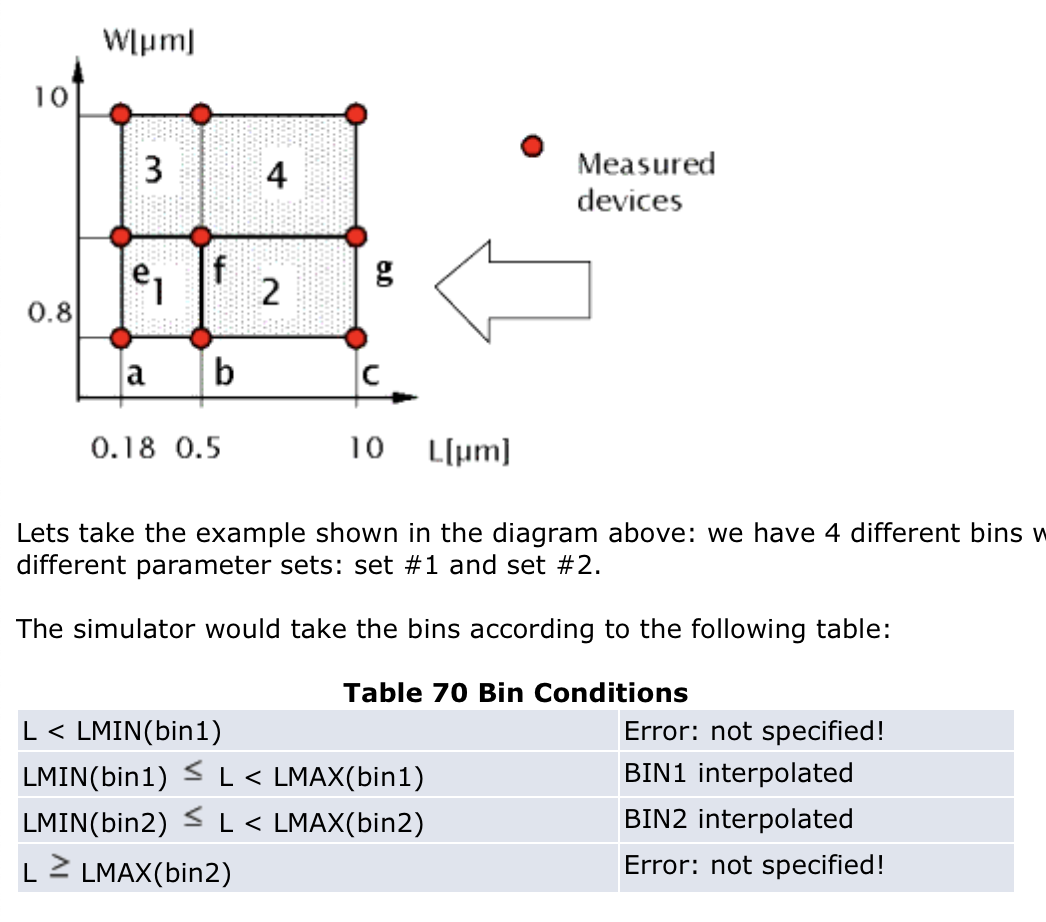 W[µm]
10
3
4
Measured
devices
e
1
f
2
g
0.8
a
b
c
0.18 0.5 10 L[µm]
Lets take the example shown in the diagram above: we have 4 different bins
different parameter sets: set #1 and set #2.
The simulator would take the bins according to the following table:
Table 70 Bin Conditions
L < LMIN(bin1) Error: not specified!
LMIN(bin1) ≤ L < LMAX(bin1) BIN1 interpolated
LMIN(bin2) ≤ L < LMAX(bin2) BIN2 interpolated
L ≥ LMAX(bin2) Error: not specified!